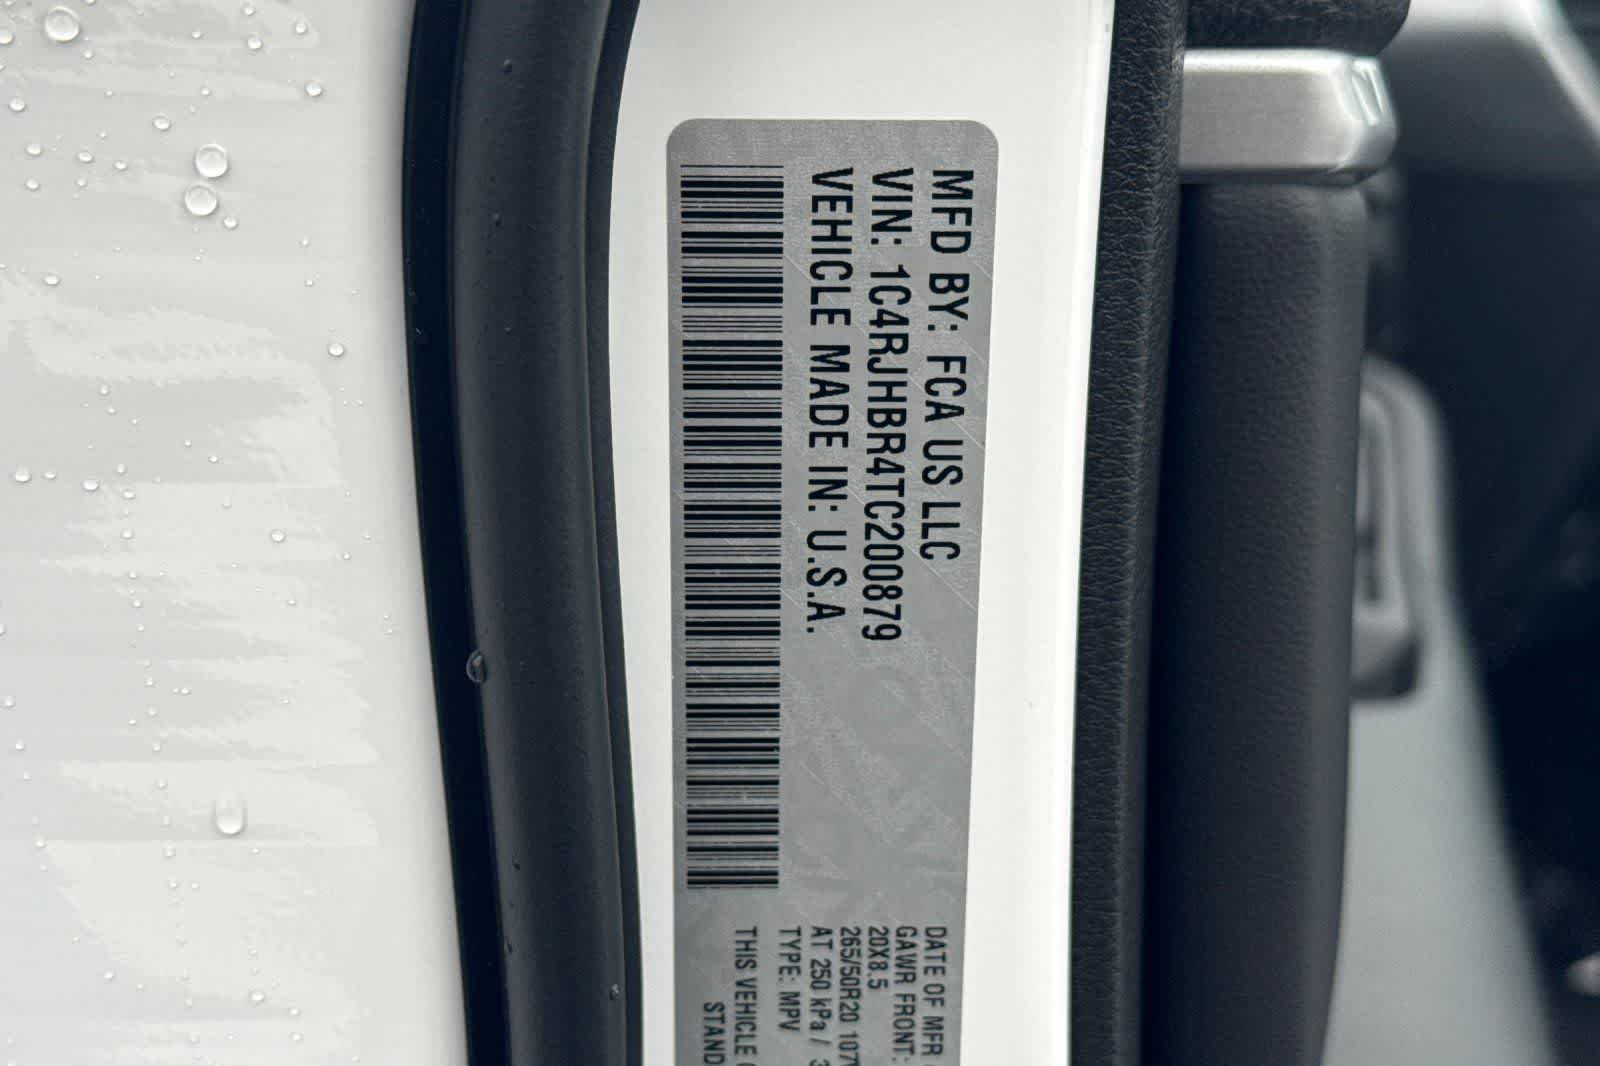 MFD BY: FCA US LLC
VIN: 1C4RJHBR4TC200879
VEHICLE MADE IN: U.S.A.
DATE OF MFR
GAWR FRONT:
20X8.5
265/50R20 107V
AT 250 kPa /
TYPE: MPV
THIS VEHICLE
STAND